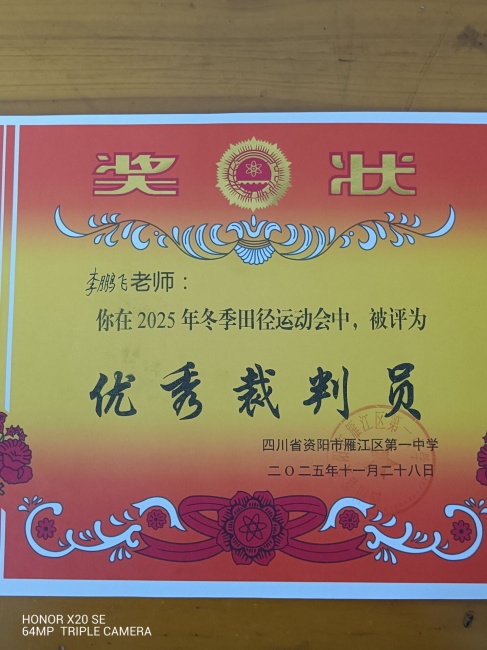 奖状
李鹏飞老师：
你在2025年冬季田径运动会中，被评为
优秀裁判员
四川省资阳市雁江区第一中学
二〇二五年十一月二十八日
HONOR X20 SE
64MP TRIPLE CAMERA